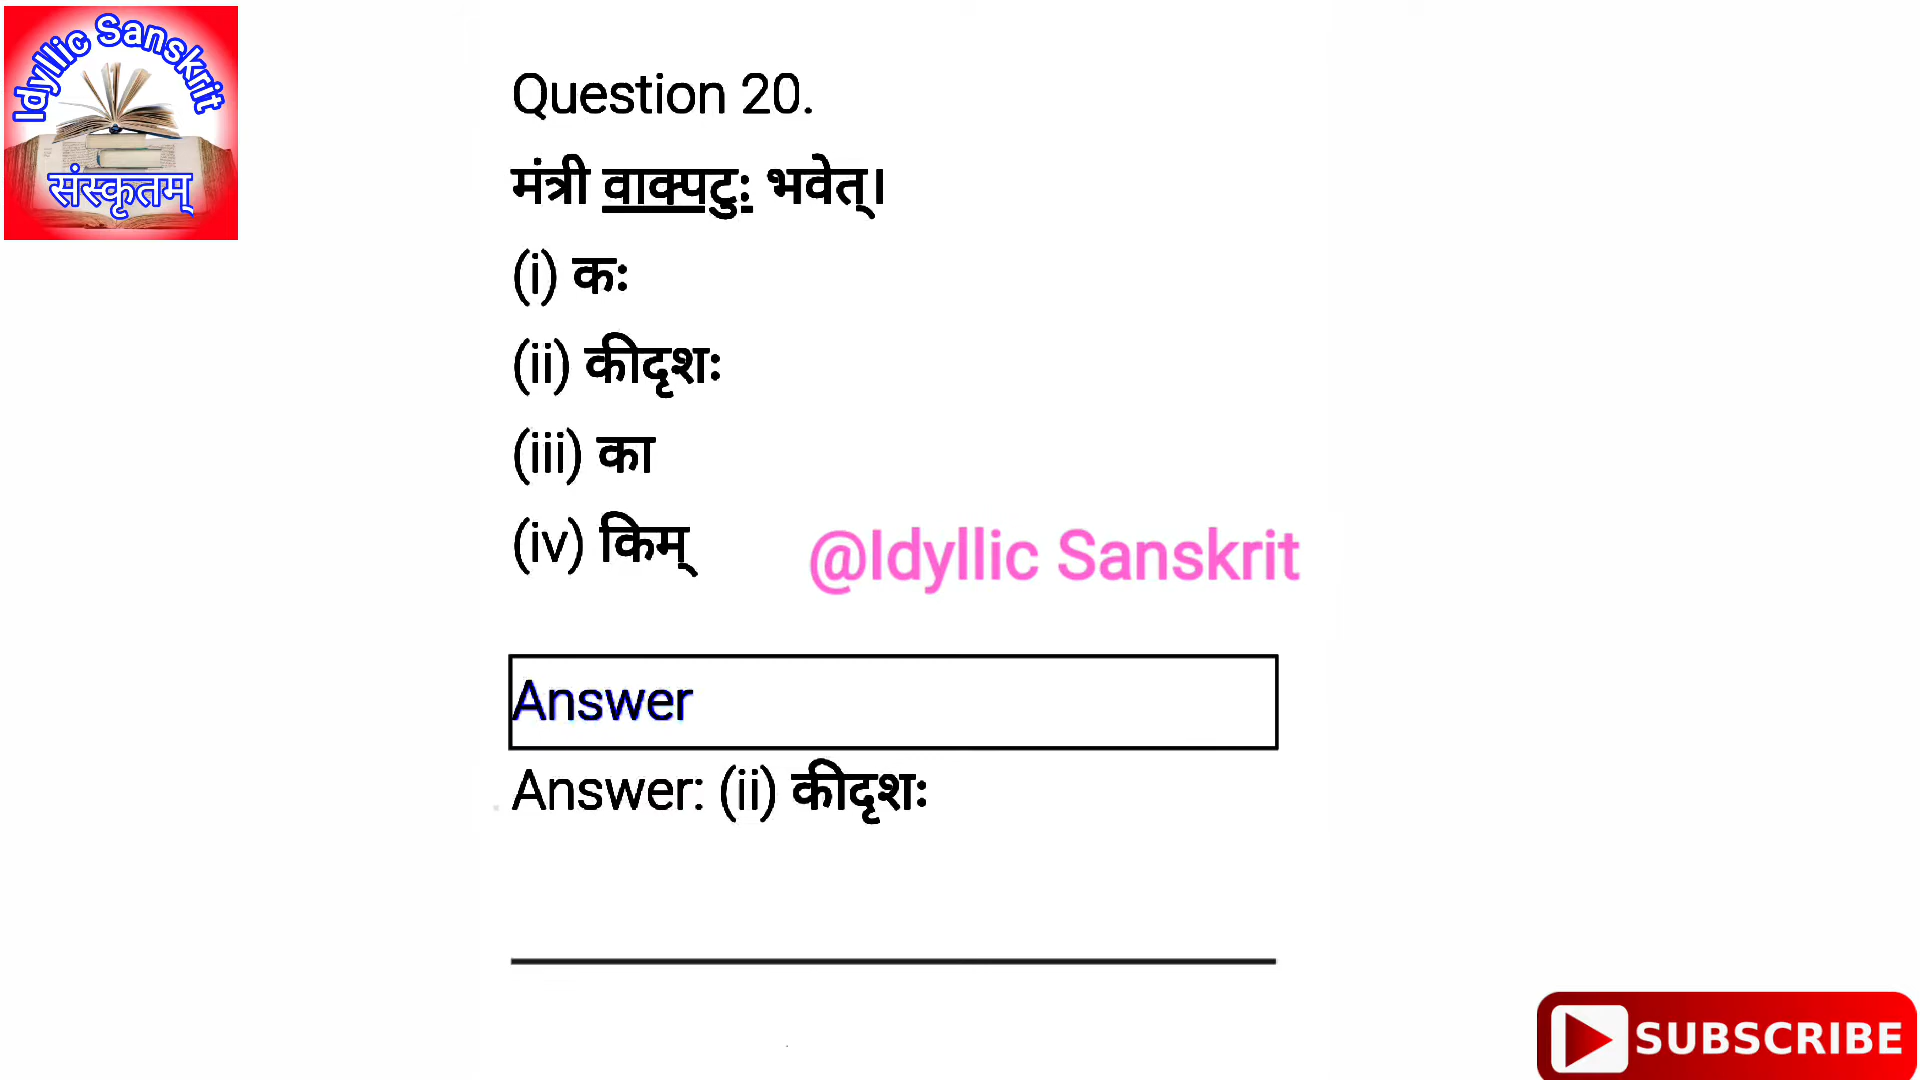 Idyllic Sanskrit
संस्कृतम्
Question 20.
मंत्री वाक्पटुः भवेत्।
(i) कः
(ii) कीदृशः
(iii) का
(iv) किम्
@Idyllic Sanskrit
Answer
Answer: (ii) कीदृशः
SUBSCRIBE